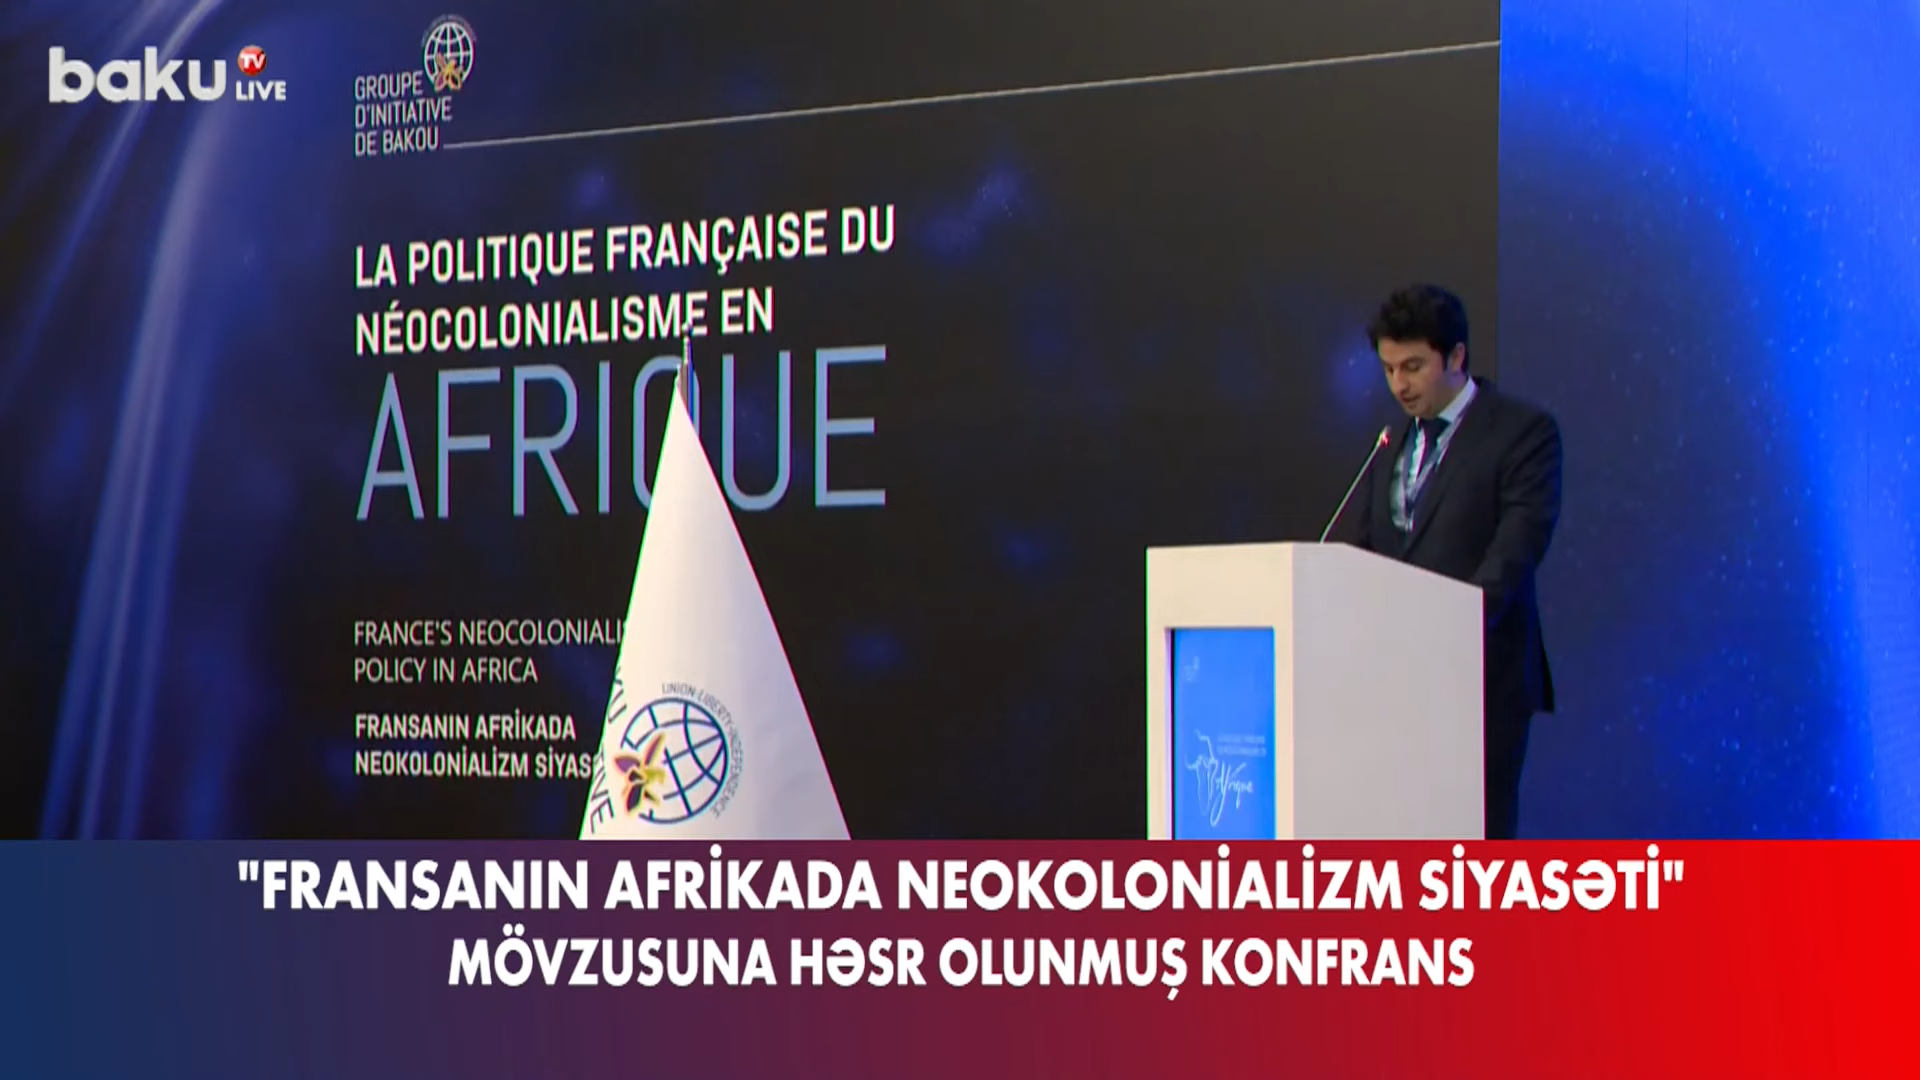 baku TV LIVE
GROUPE
D'INITIATIVE
DE BAKOU
LA POLITIQUE FRANÇAISE DU
NÉOCOLONIALISME EN
AFRIQUE
FRANCE'S NEOCOLONIALI
POLICY IN AFRICA
FRANSANIN AFRİKADA
NEOKOLONİALİZM SİYAS
UNION-LIBERTY-INDEPENDENCE
Afrique
"FRANSANIN AFRİKADA NEOKOLONİALİZM SİYASƏTİ"
MÖVZUSUNA HƏSR OLUNMUŞ KONFRANS